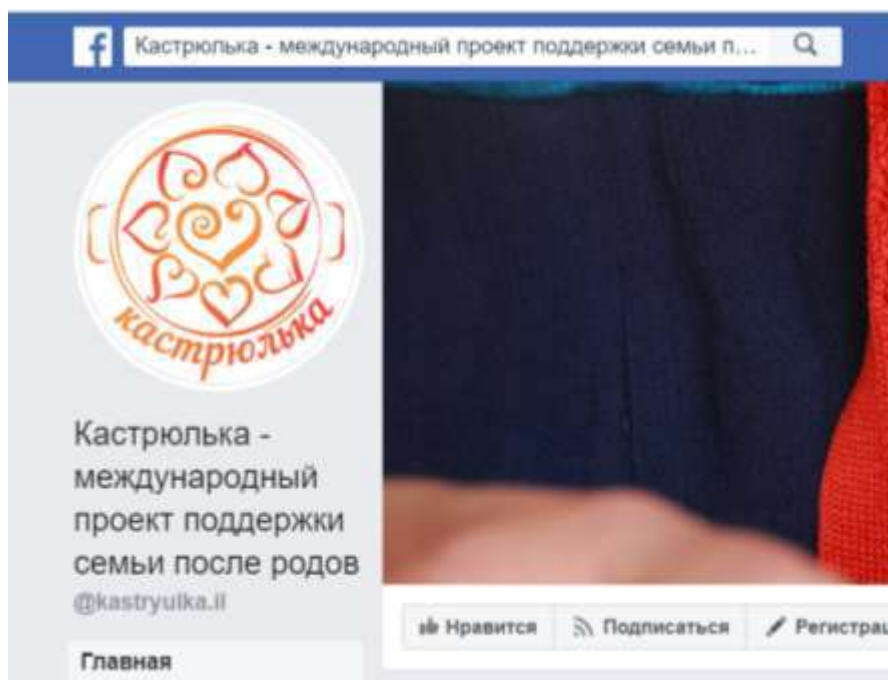 Кастрюлька - международный проект поддержки семьи п...
кастрюлька
Кастрюлька -
международный
проект поддержки
семьи после родов
@kastryulka.il
Нравится Подписаться Регистрац
Главная